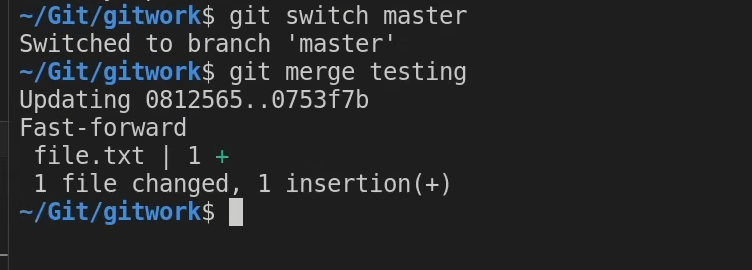 ~/Git/gitwork$ git switch master
Switched to branch 'master'
~/Git/gitwork$ git merge testing
Updating 0812565..0753f7b
Fast-forward
 file.txt | 1 +
 1 file changed, 1 insertion(+)
~/Git/gitwork$